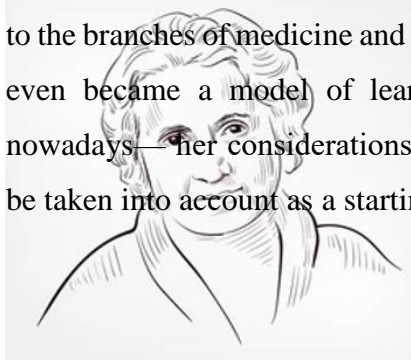 to the branches of medicine and
even became a model of lear
nowadays— her considerations
be taken into account as a startin